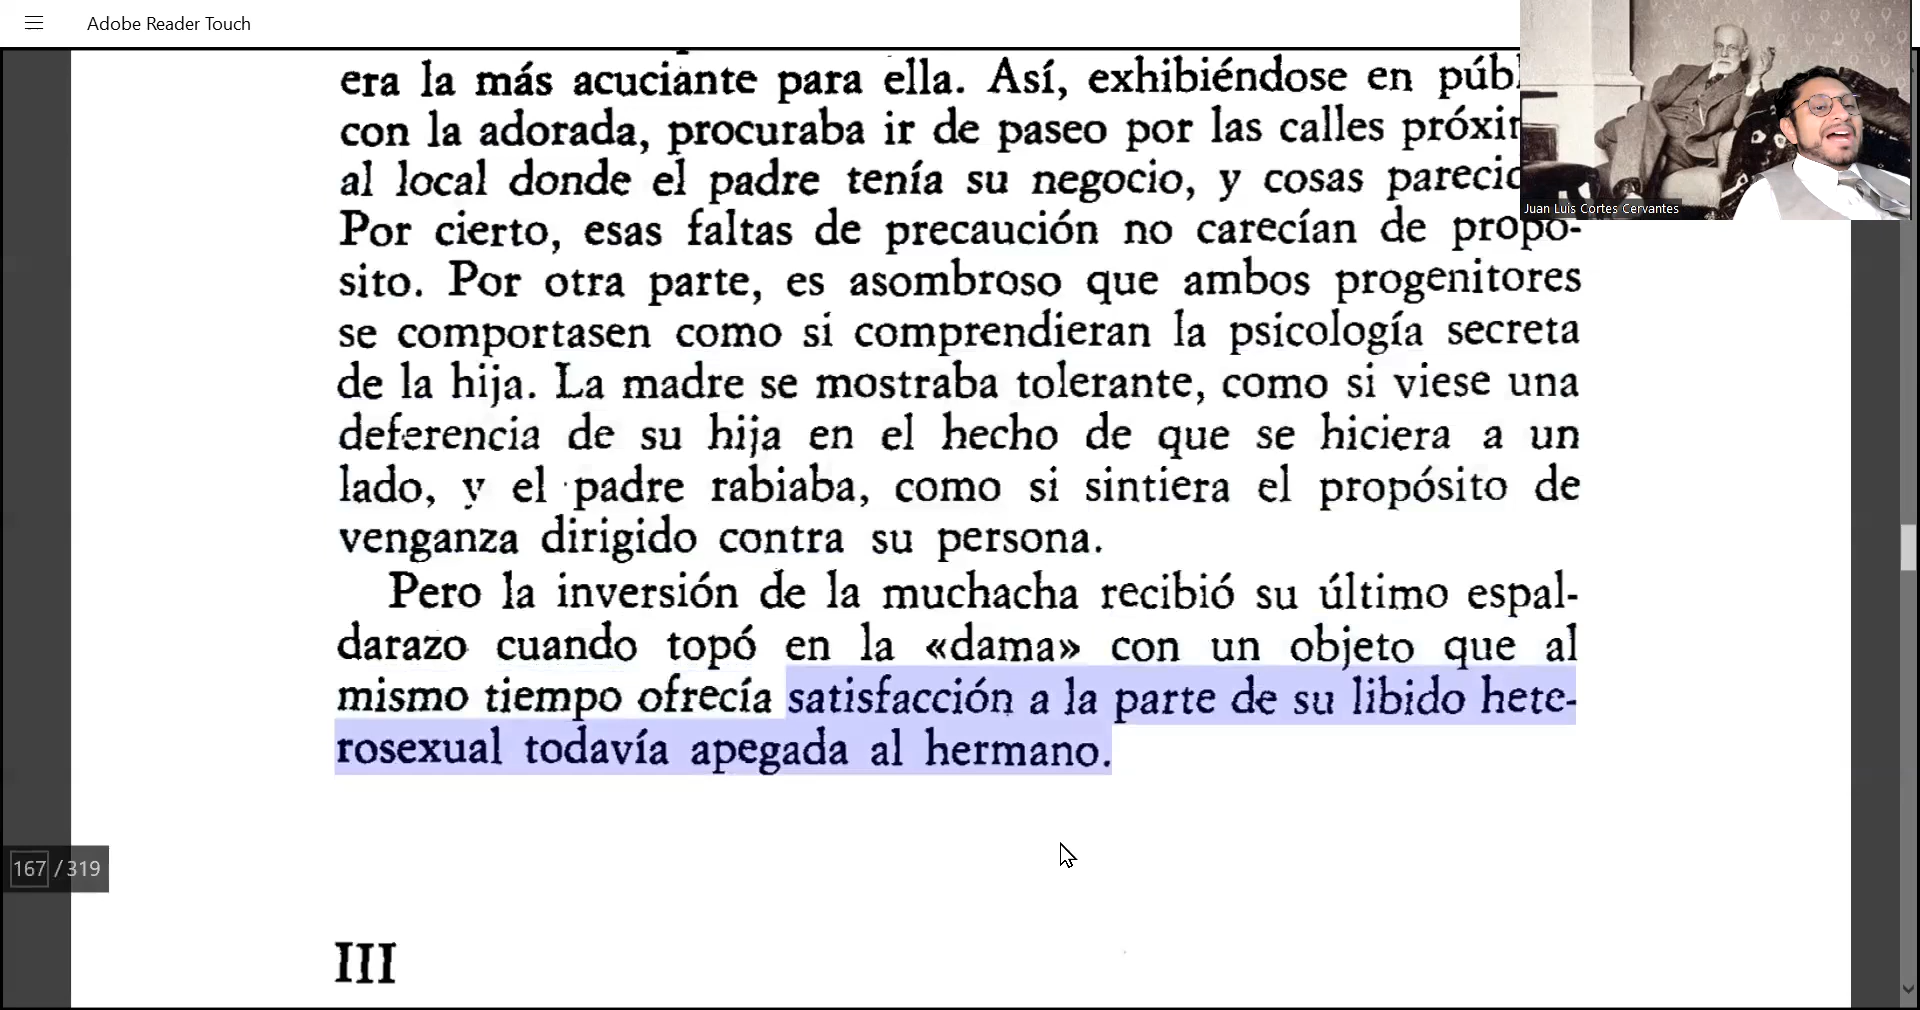 Adobe Reader Touch
era la más acuciante para ella. Así, exhibiéndose en
con la adorada, procuraba ir de paseo por las calles
al local donde el padre tenía su negocio, y cosas
Por cierto, esas faltas de precaución no carecían de propó-
sito. Por otra parte, es asombroso que ambos progenitores
se comportasen como si comprendieran la psicología secreta
de la hija. La madre se mostraba tolerante, como si viese una
deferencia de su hija en el hecho de que se hiciera a un
lado, y el padre rabiaba, como si sintiera el propósito de
venganza dirigido contra su persona.
Pero la inversión de la muchacha recibió su último espal-
darazo cuando topó en la «dama» con un objeto que al
mismo tiempo ofrecía satisfacción a la parte de su libido hete-
rosexual todavía apegada al hermano.
III
167 / 319
Juan Luis Cortes Cervantes